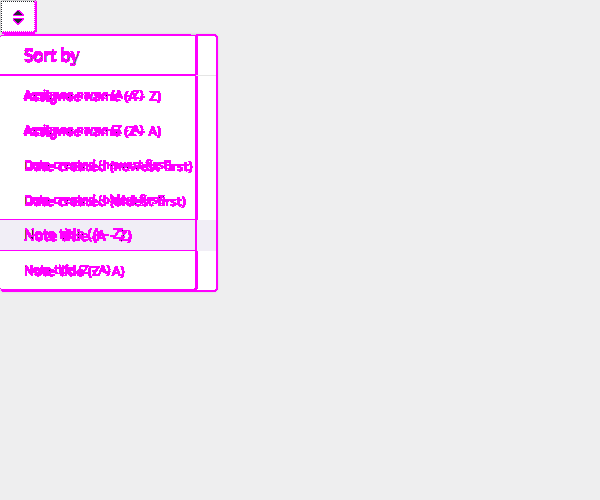 Sort by
Assignee name (A - Z)
Assignee name (Z - A)
Date created (newest first)
Date created (oldest first)
Note title (A - Z)
Note title (Z - A)